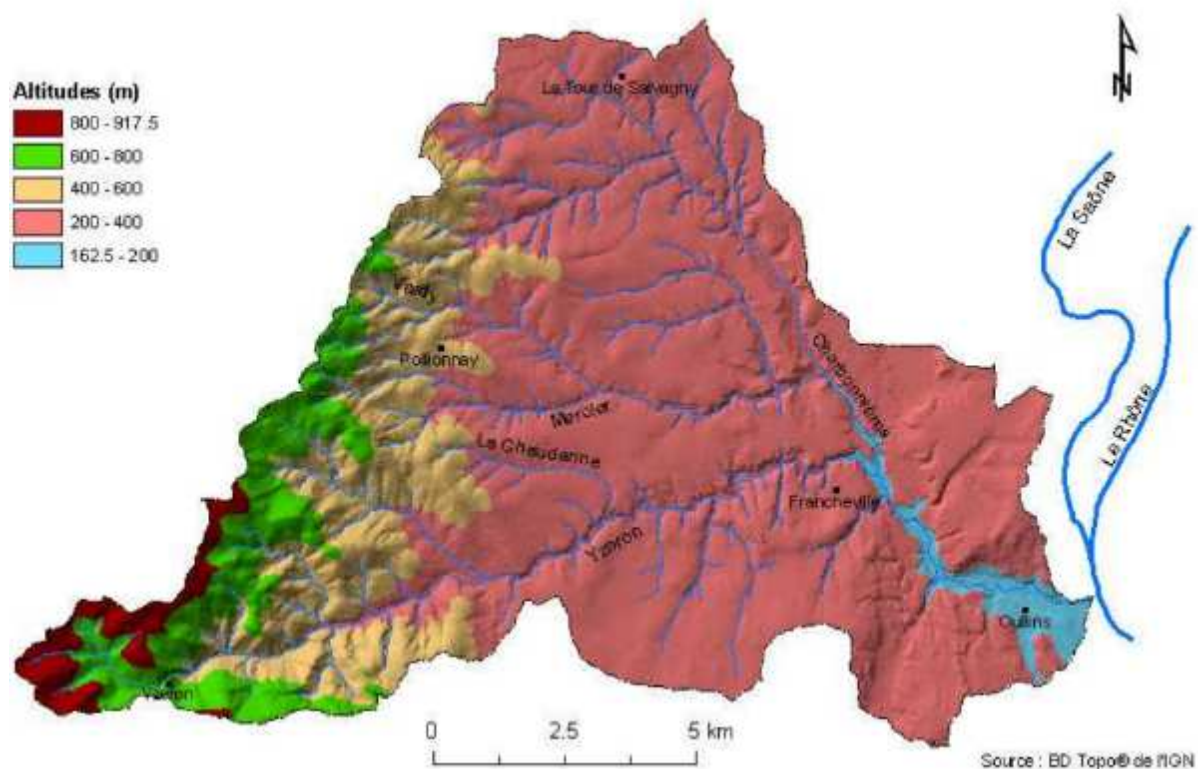 Altitudes (m)
800 - 917.5
600 - 800
400 - 600
200 - 400
162.5 - 200
La Tour de Salvagny
N
La Saône
Le Rhône
Charbonnières
Pollionnay
Mercier
La Chaudanne
Francheville
Yzeron
Oullins
Yzeron
0 2.5 5 km
Source : BD Topo® de l'IGN